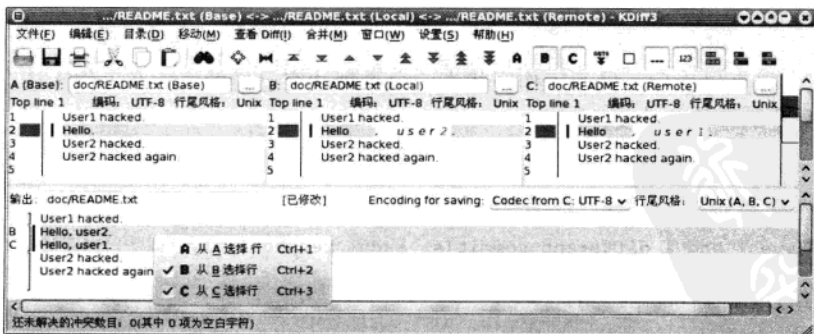 .../README.txt (Base) <-> .../README.txt (Local) <-> .../README.txt (Remote) - KDiff3
文件(F) 编辑(E) 目录(D) 移动(M) 查看 Diff(I) 合并(M) 窗口(W) 设置(S) 帮助(H)
A B C 123
A (Base): doc/README.txt (Base) ... B: doc/README.txt (Local) ... C: doc/README.txt (Remote) ...
Top line 1 编码: UTF-8 行尾风格: Unix Top line 1 编码: UTF-8 行尾风格: Unix Top line 1 编码: UTF-8 行尾风格: Unix
1 User1 hacked. 1 User1 hacked. 1 User1 hacked.
2 Hello. 2 Hello, user2. 2 Hello, user1.
3 User2 hacked. 3 User2 hacked. 3 User2 hacked.
4 User2 hacked again. 4 User2 hacked again. 4 User2 hacked again.
5 5 5
输出: doc/README.txt [已修改] Encoding for saving: Codec from C: UTF-8 行尾风格: Unix (A, B, C)
User1 hacked.
B Hello, user2.
C Hello, user1.
User2 hacked.
User2 hacked again
A 从 A 选择 行 Ctrl+1
B 从 B 选择行 Ctrl+2
C 从 C 选择行 Ctrl+3
还未解决的冲突数目: 0(其中 0 项为空白字符)